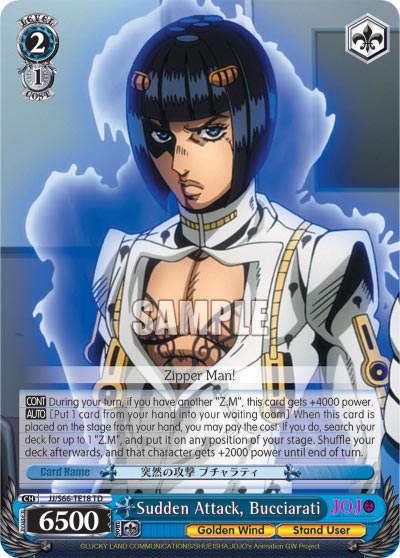 LEVEL
2
1
COST
SAMPLE
Zipper Man!
CONT During your turn, if you have another "Z.M", this card gets +4000 power.
AUTO [Put 1 card from your hand into your waiting room] When this card is
placed on the stage from your hand, you may pay the cost. If you do, search your
deck for up to 1 "Z.M", and put it on any position of your stage. Shuffle your
deck afterwards, and that character gets +2000 power until end of turn.
Card Name 突然の攻撃 ブチャラティ
CH JJ/S66-TE18 TD
POWER 6500 SOUL Sudden Attack, Bucciarati JOJO
Golden Wind Stand User
©LUCKY LAND COMMUNICATIONS/SHUEISHA,JOJO's Animation GW Project